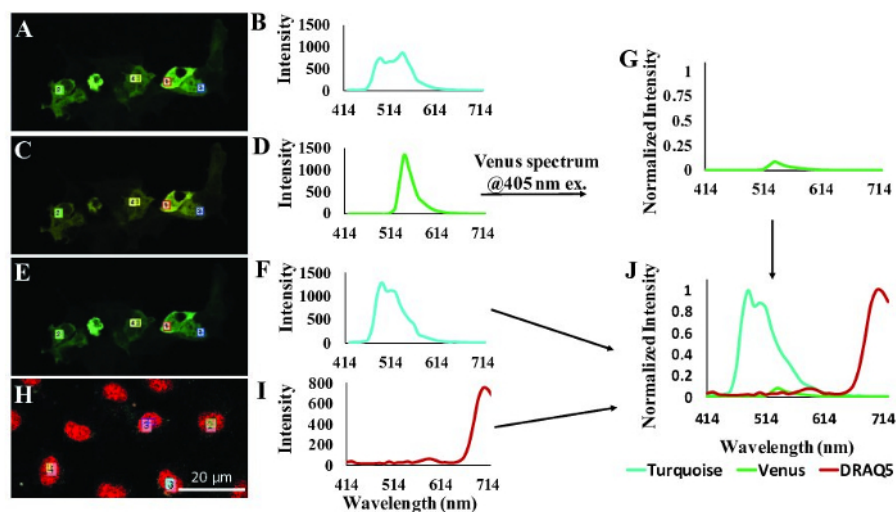 A
B
Intensity
1500
1000
500
0
414 514 614 714
C
D
Intensity
1500
1000
500
0
414 514 614 714
Venus spectrum
@405 nm ex.
G
Normalized Intensity
1
0.75
0.5
0.25
0
414 514 614 714
E
F
Intensity
1500
1000
500
0
414 514 614 714
H
20 µm
I
Intensity
800
600
400
200
0
414 514 614 714
Wavelength (nm)
J
Normalized Intensity
1
0.8
0.6
0.4
0.2
0
414 514 614 714
Wavelength (nm)
Turquoise Venus DRAQ5